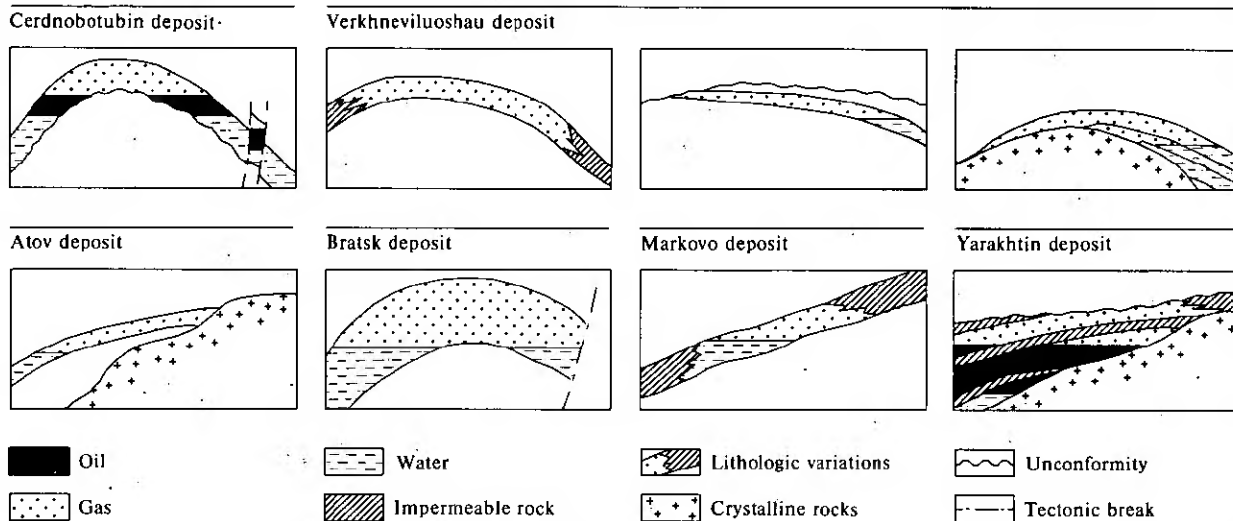 Cerdnobotubin deposit·
Verkhneviluoshau deposit
Atov deposit
Bratsk deposit
Markovo deposit
Yarakhtin deposit
Oil
Water
Lithologic variations
Unconformity
Gas
Impermeable rock
Crystalline rocks
Tectonic break